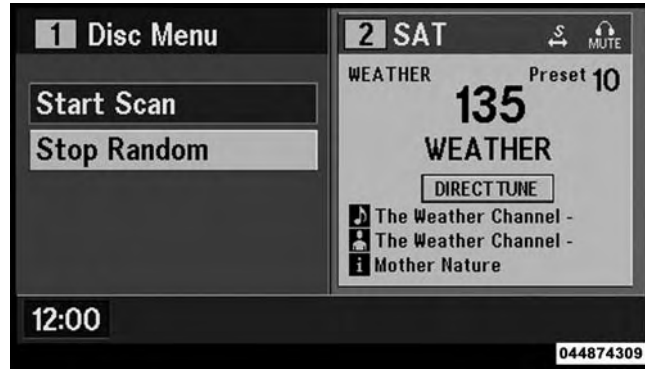 1 Disc Menu
Start Scan
Stop Random
2 SAT S MUTE
WEATHER Preset 10
135
WEATHER
DIRECT TUNE
The Weather Channel -
The Weather Channel -
i Mother Nature
12:00
044874309